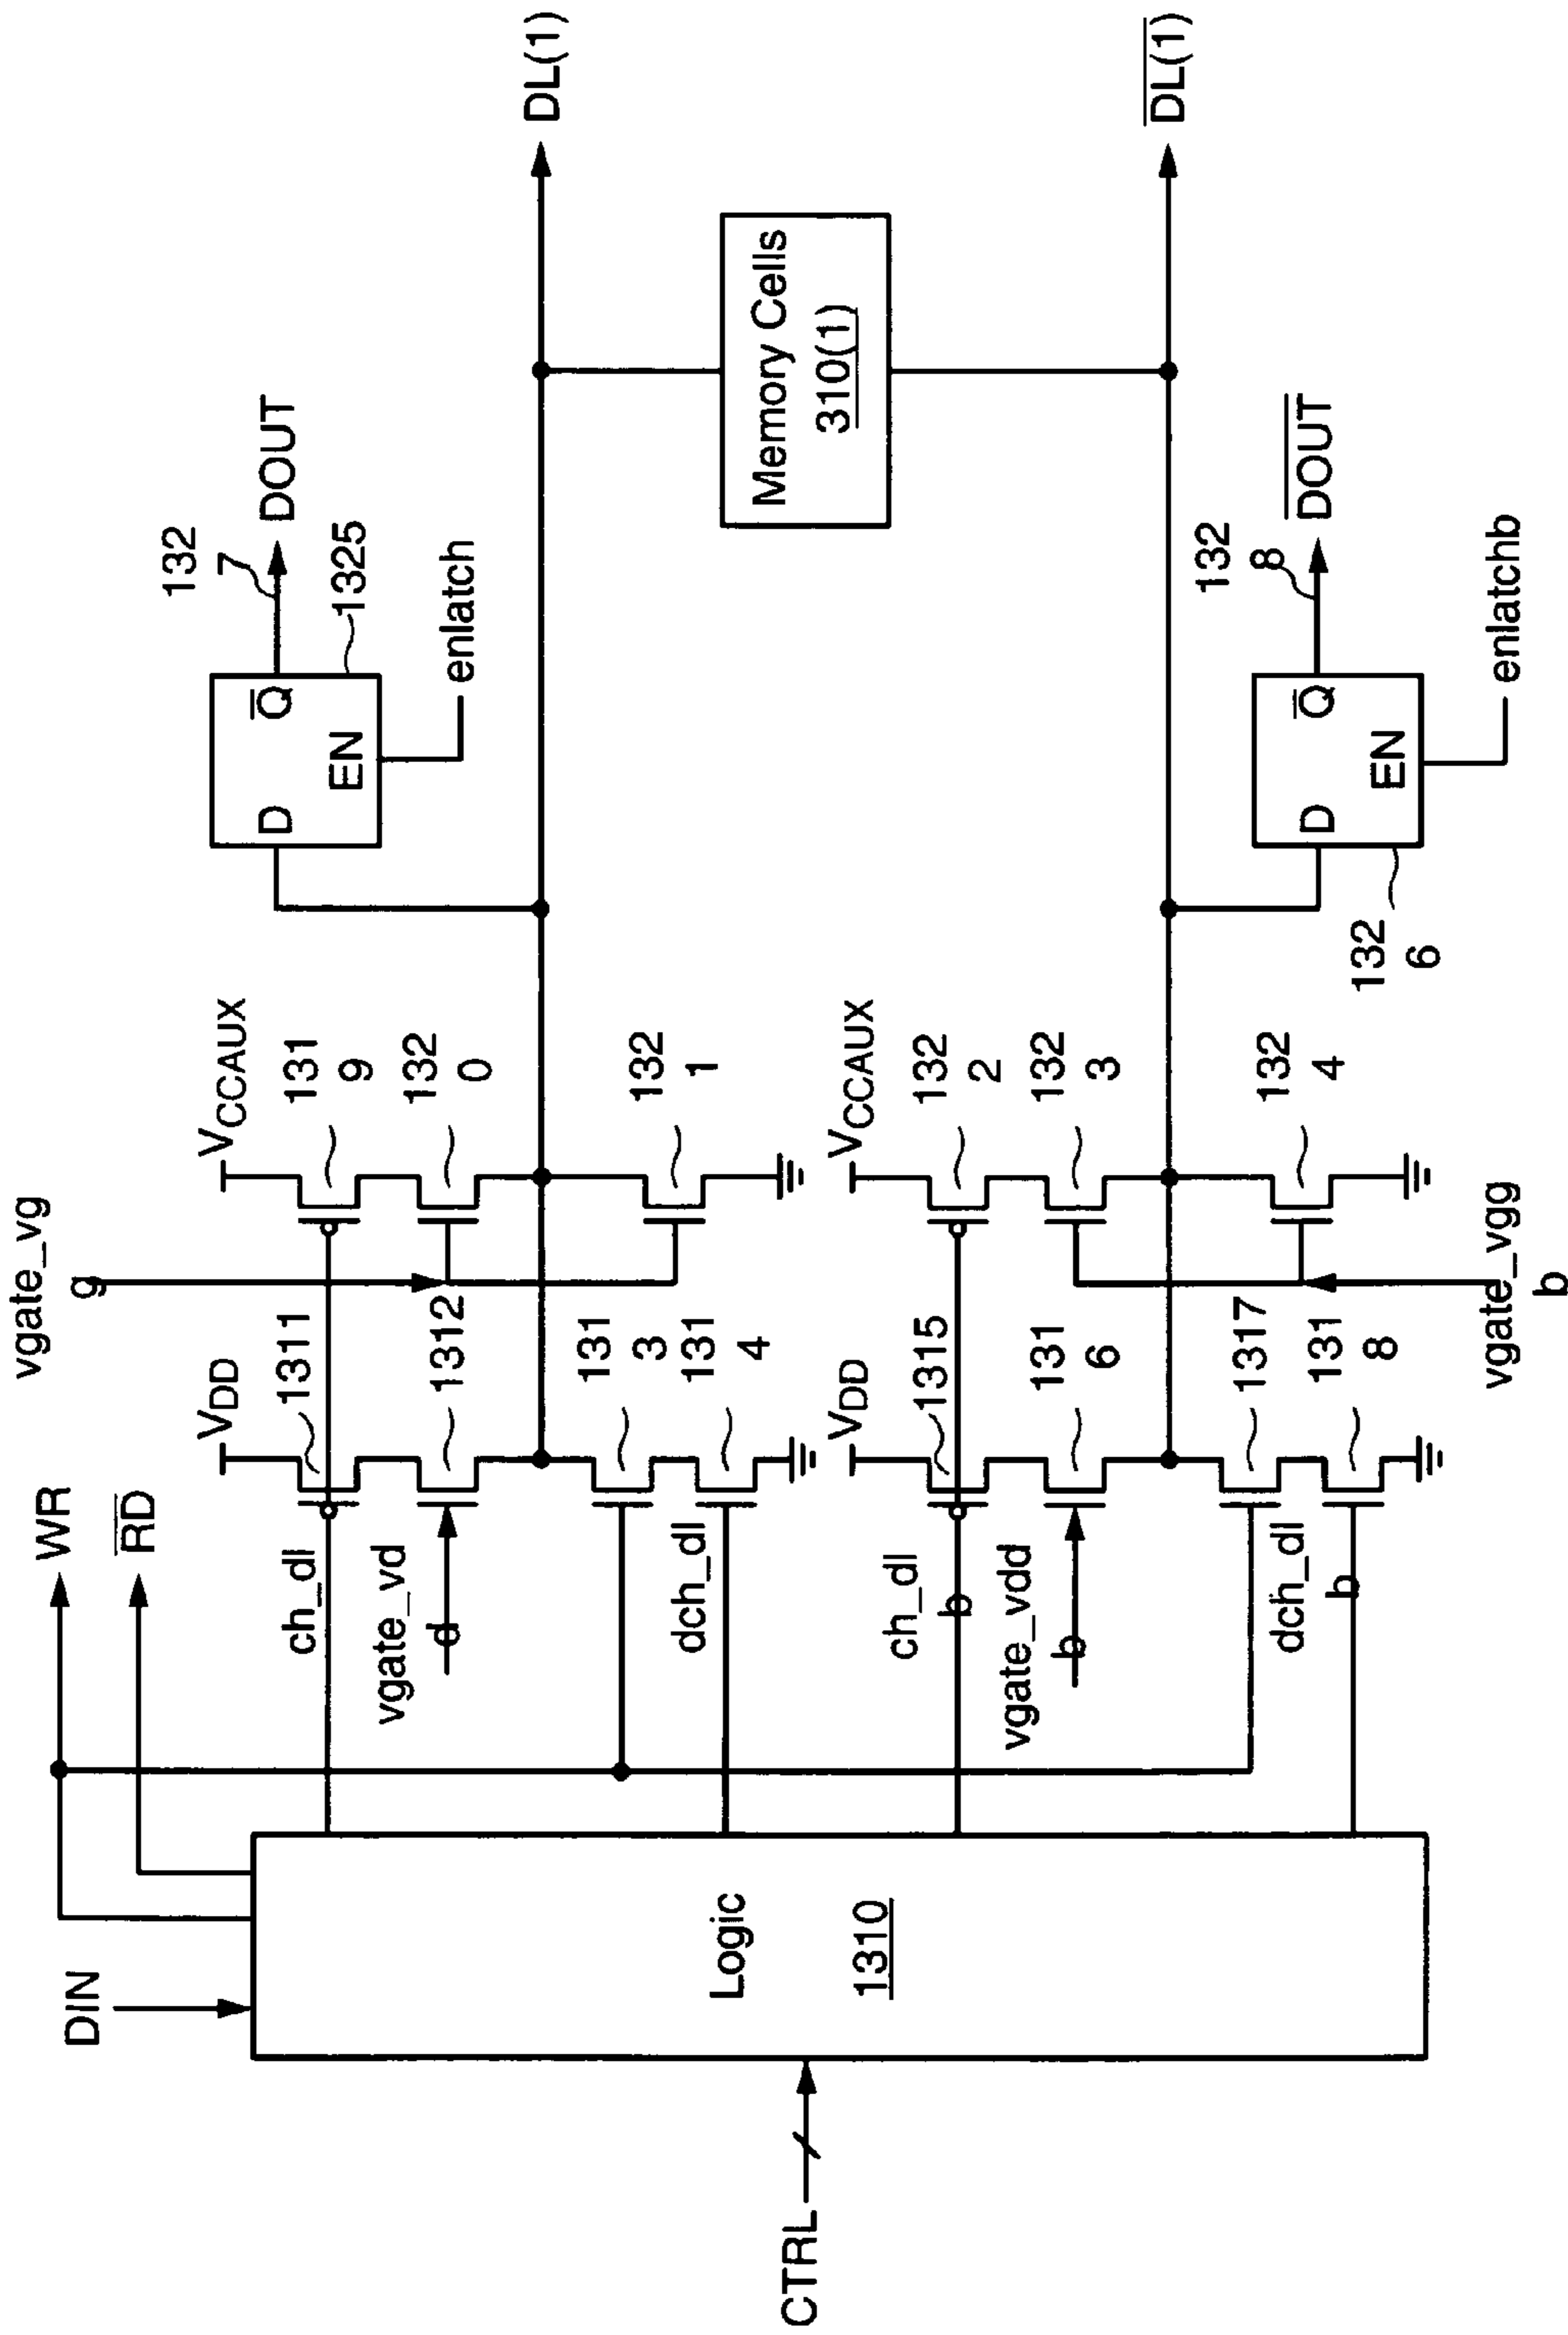 DIN
WR
RD
CTRL
Logic
1310
ch_dl
vgate_vd
d
dch_dl
ch_dl
b
vgate_vdd
b
dch_dl
b
VDD
1311
1312
131
3
131
4
VDD
1315
131
6
1317
131
8
vgate_vg
g
vgate_vgg
b
VCCAUX
131
9
132
0
132
1
VCCAUX
132
2
132
3
132
4
D
Q
EN
1325
enlatch
132
7
DOUT
D
Q
EN
132
6
enlatchb
132
8
DOUT
Memory Cells
310(1)
DL(1)
DL(1)